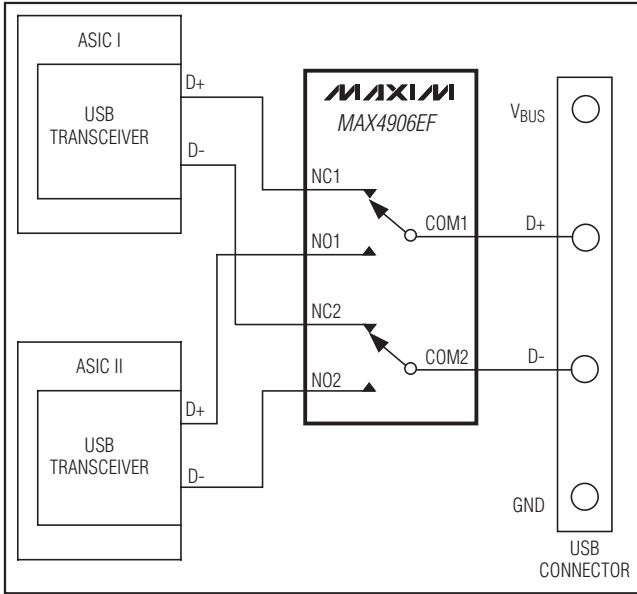 ASIC I
USB
TRANSCEIVER
D+
D-
MAXIM
MAX4906EF
NC1
NO1
NC2
NO2
COM1
COM2
ASIC II
USB
TRANSCEIVER
D+
D-
VBUS
D+
D-
GND
USB
CONNECTOR